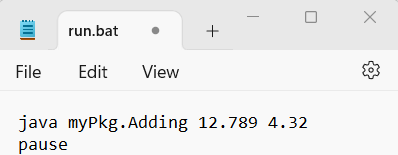 run.bat
File Edit View
java myPkg.Adding 12.789 4.32
pause